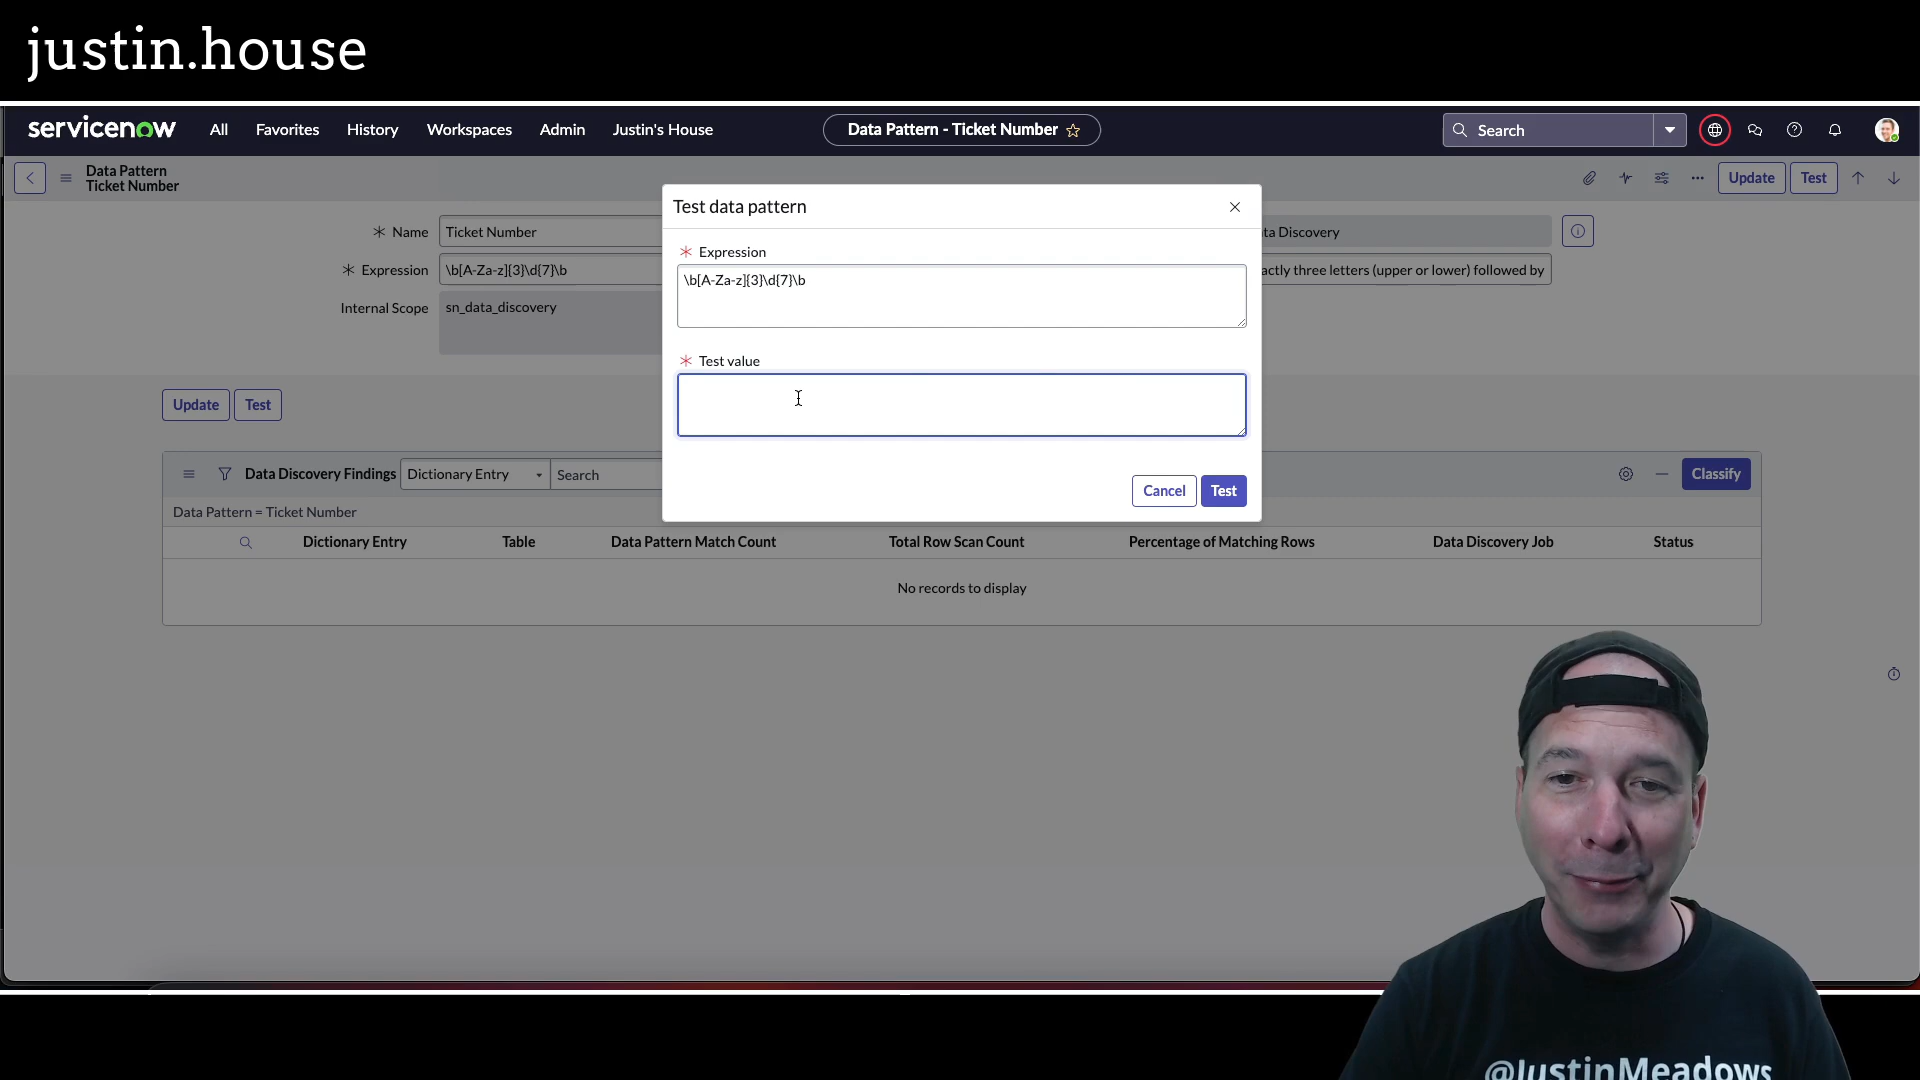 justin.house
servicenow All Favorites History Workspaces Admin Justin's House Data Pattern - Ticket Number Search
Data Pattern
Ticket Number
Update Test
Test data pattern
Name Ticket Number
ta Discovery
Expression
Expression \b[A-Za-z]{3}\d{7}\b
\b[A-Za-z]{3}\d{7}\b
actly three letters (upper or lower) followed by
Internal Scope sn_data_discovery
Test value
Update Test
Data Discovery Findings Dictionary Entry Search
Classify
Cancel Test
Data Pattern = Ticket Number
Dictionary Entry Table Data Pattern Match Count Total Row Scan Count Percentage of Matching Rows Data Discovery Job Status
No records to display
@JustinMeadows